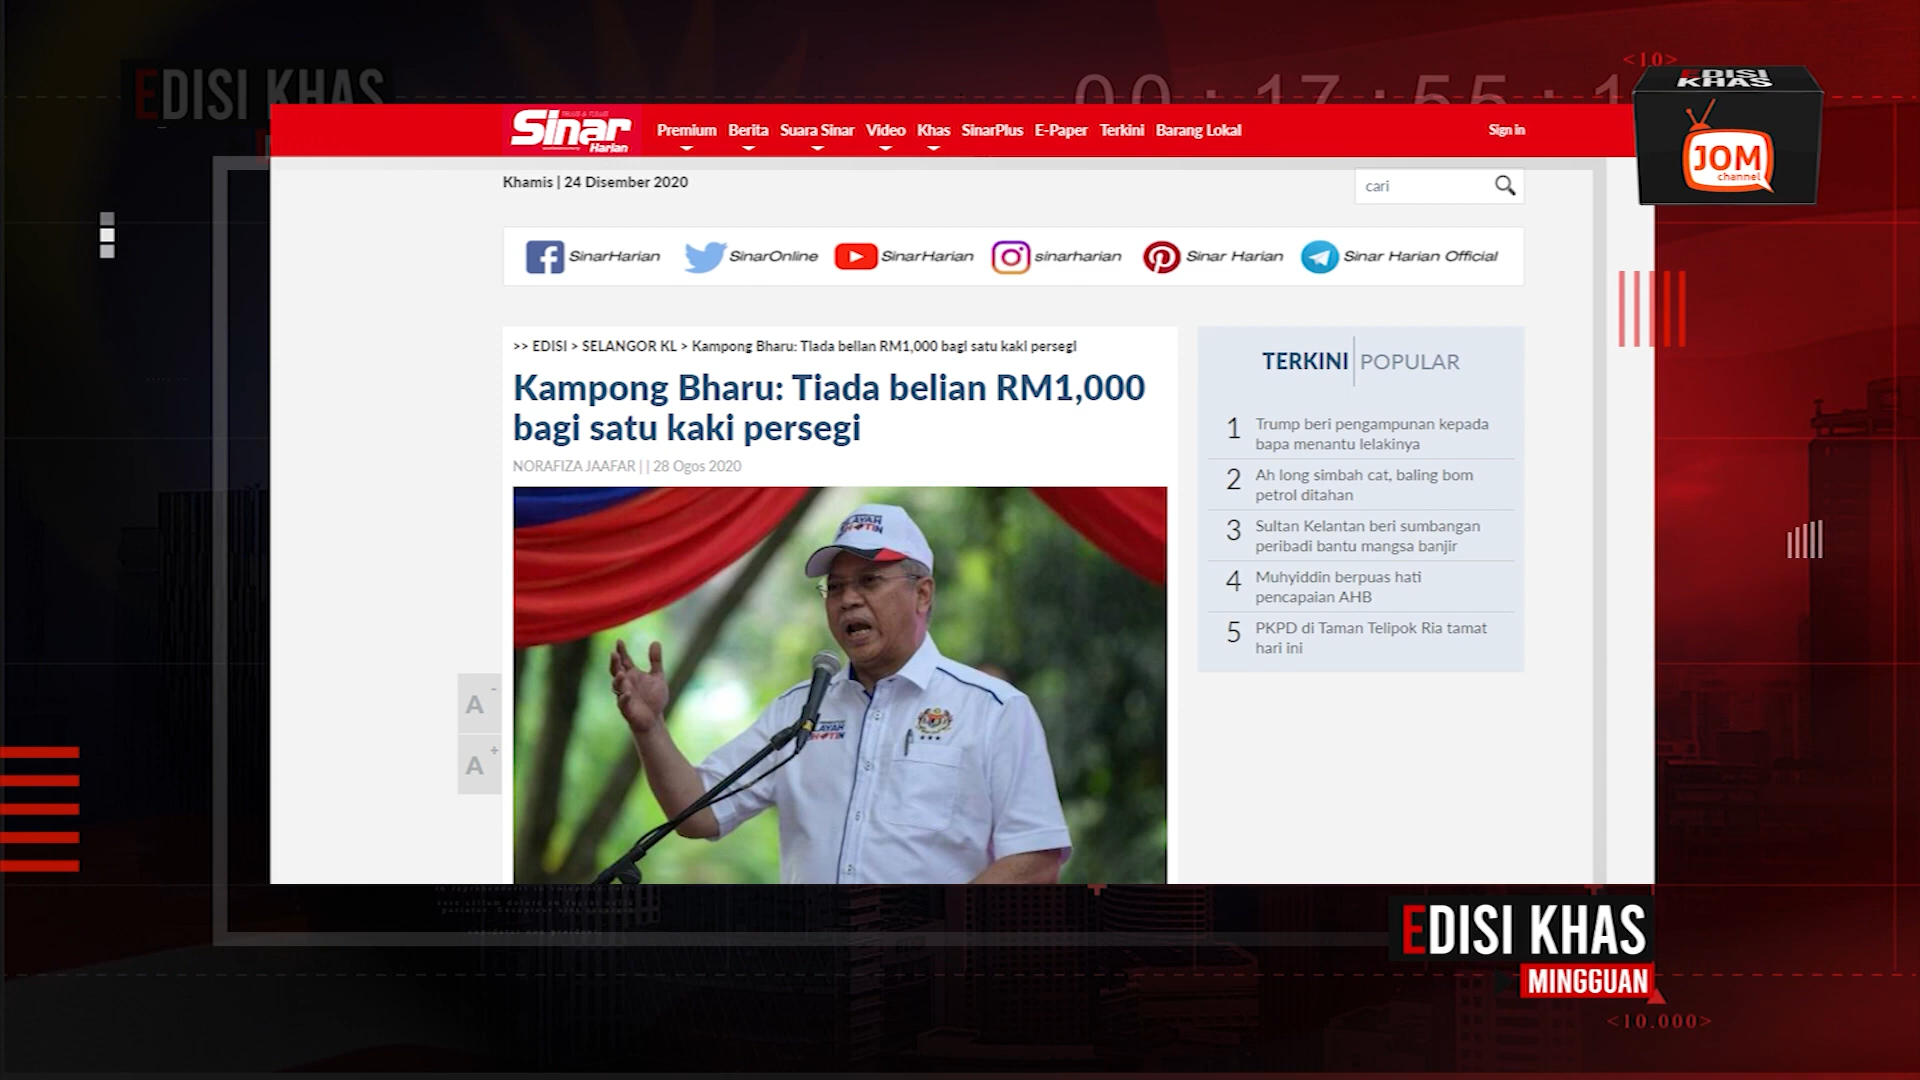 EDISI KHAS
00 : 17 : 55 : 1
<10>
EDISI
KHAS
JOM
channel
Sinar
Harian
Premium Berita Suara Sinar Video Khas SinarPlus E-Paper Terkini Barang Lokal
Sign in
Khamis | 24 Disember 2020
cari
SinarHarian SinarOnline SinarHarian sinarharian Sinar Harian Sinar Harian Official
>> EDISI > SELANGOR KL > Kampong Bharu: Tiada belian RM1,000 bagi satu kaki persegi
Kampong Bharu: Tiada belian RM1,000
bagi satu kaki persegi
NORAFIZA JAAFAR | | 28 Ogos 2020
A -
A +
TERKINI POPULAR
1 Trump beri pengampunan kepada
bapa menantu lelakinya
2 Ah long simbah cat, baling bom
petrol ditahan
3 Sultan Kelantan beri sumbangan
peribadi bantu mangsa banjir
4 Muhyiddin berpuas hati
pencapaian AHB
5 PKPD di Taman Telipok Ria tamat
hari ini
EDISI KHAS
MINGGUAN
<10.000>